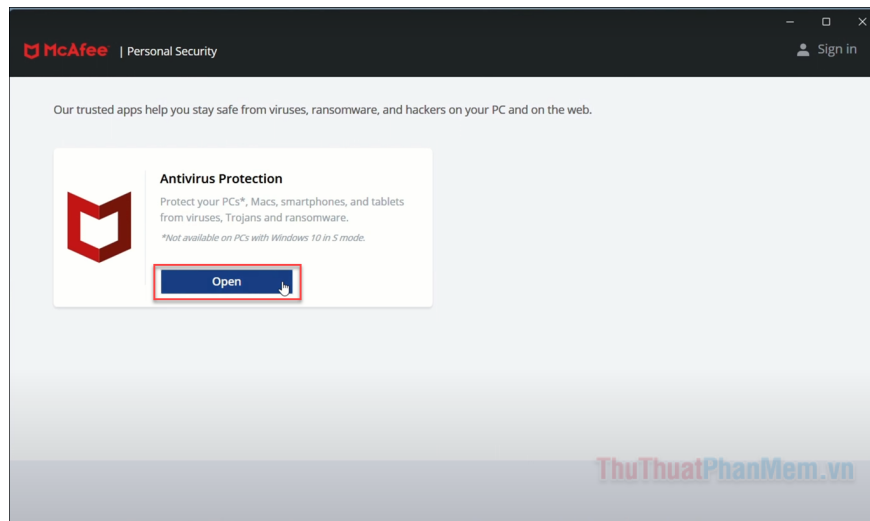 McAfee | Personal Security
Sign in
Our trusted apps help you stay safe from viruses, ransomware, and hackers on your PC and on the web.
Antivirus Protection
Protect your PCs*, Macs, smartphones, and tablets
from viruses, Trojans and ransomware.
*Not available on PCs with Windows 10 in S mode.
Open
ThuThuatPhanMem.vn